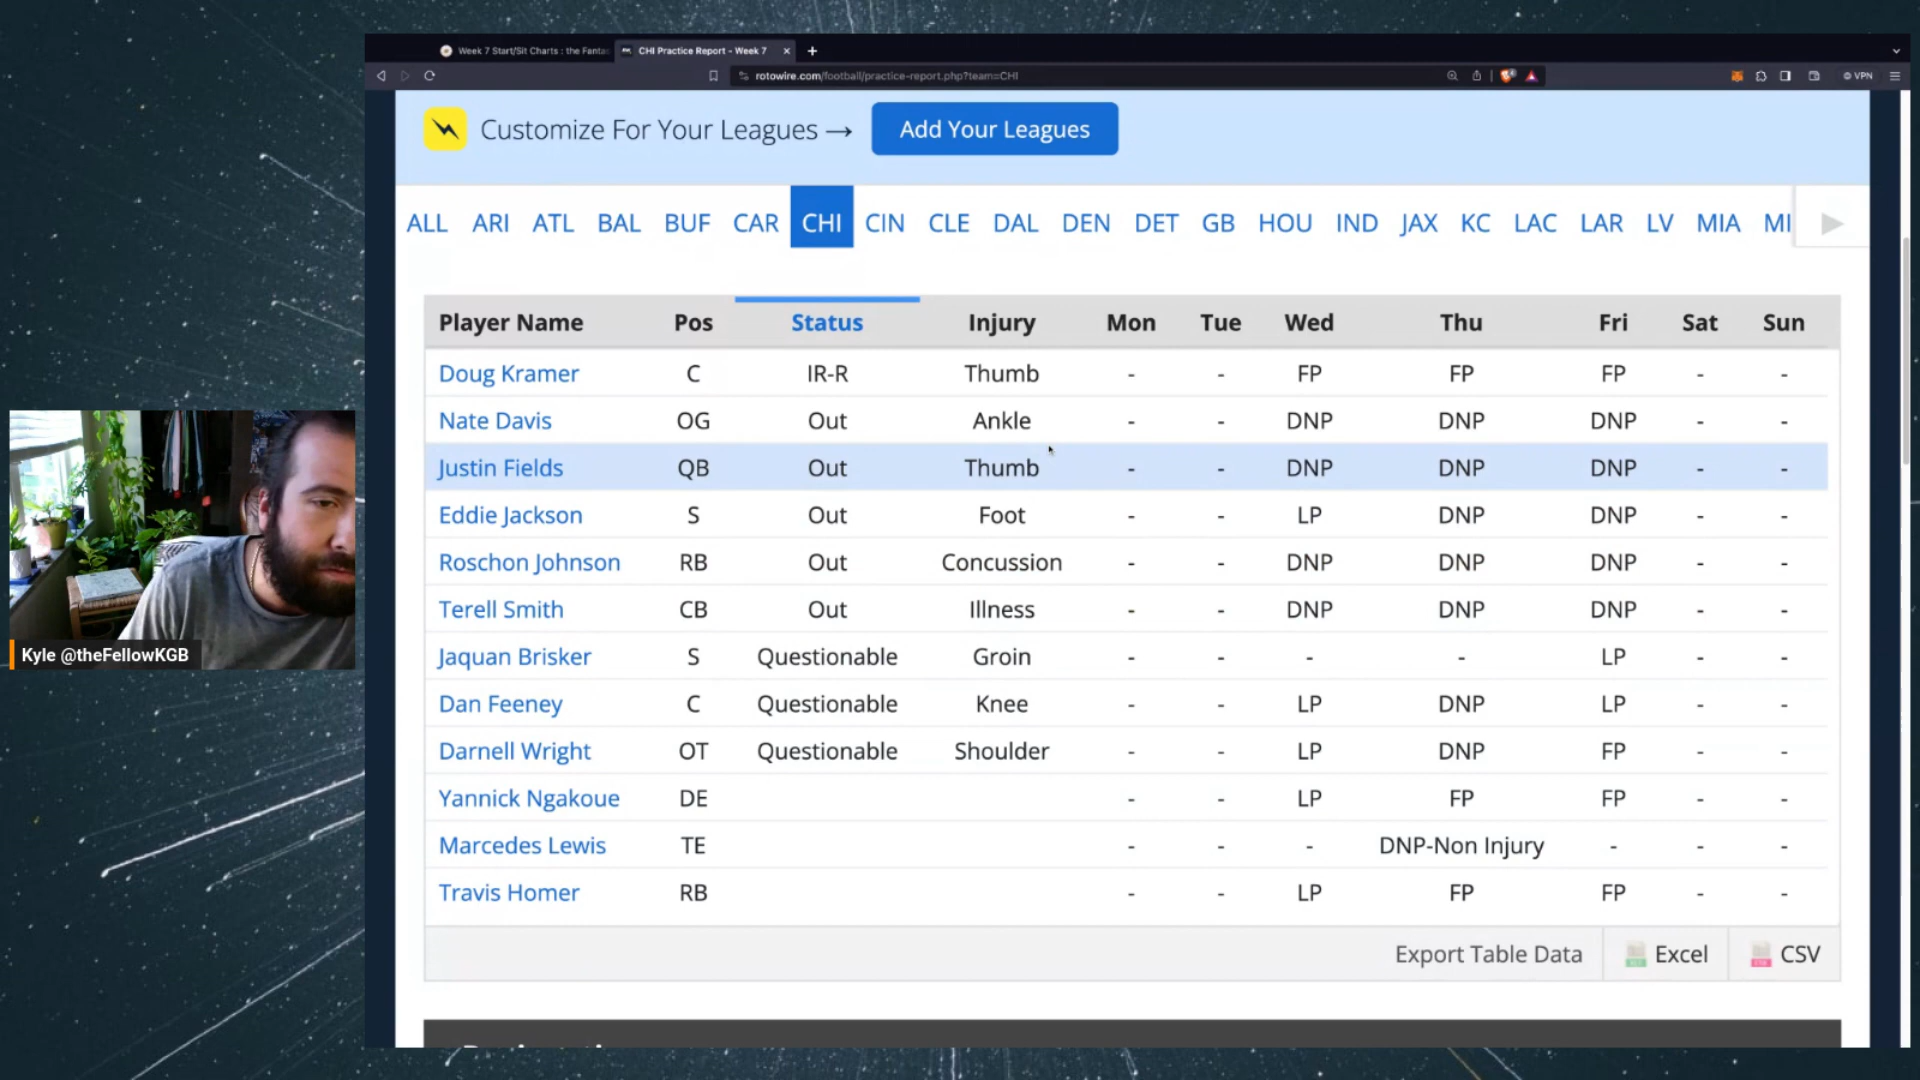 Week 7 Start/Sit Charts : the Fantas
CHI Practice Report - Week 7
rotowire.com/football/practice-report.php?team=CHI
VPN
Customize For Your Leagues → Add Your Leagues
ALL ARI ATL BAL BUF CAR CHI CIN CLE DAL DEN DET GB HOU IND JAX KC LAC LAR LV MIA MI
Player Name Pos Status Injury Mon Tue Wed Thu Fri Sat Sun
Doug Kramer C IR-R Thumb - - FP FP FP - -
Nate Davis OG Out Ankle - - DNP DNP DNP - -
Justin Fields QB Out Thumb - - DNP DNP DNP - -
Eddie Jackson S Out Foot - - LP DNP DNP - -
Roschon Johnson RB Out Concussion - - DNP DNP DNP - -
Terell Smith CB Out Illness - - DNP DNP DNP - -
Jaquan Brisker S Questionable Groin - - - - LP - -
Dan Feeney C Questionable Knee - - LP DNP LP - -
Darnell Wright OT Questionable Shoulder - - LP DNP FP - -
Yannick Ngakoue DE - - LP FP FP - -
Marcedes Lewis TE - - - DNP-Non Injury - - -
Travis Homer RB - - LP FP FP - -
Export Table Data Excel CSV
Kyle @theFellowKGB